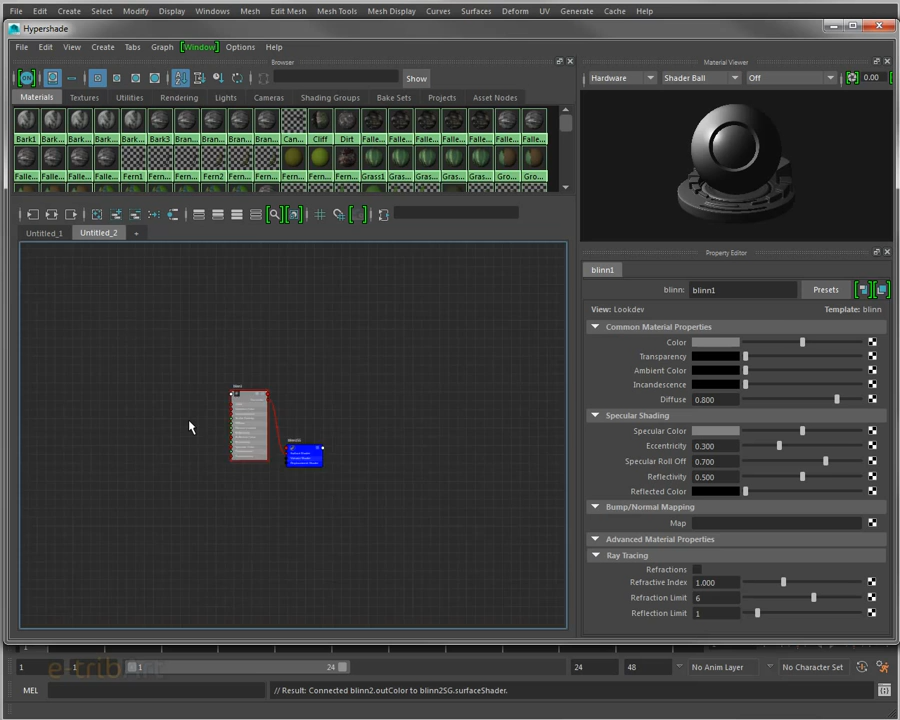 File Edit Create Select Modify Display Windows Mesh Edit Mesh Mesh Tools Mesh Display Curves Surfaces Deform UV Generate Cache Help
Hypershade
File Edit View Create Tabs Graph [Window] Options Help
Browser
Show
Materials Textures Utilities Rendering Lights Cameras Shading Groups Bake Sets Projects Asset Nodes
Bark1 Bark... Bark... Bark... Bark... Bark3 Bran... Bran... Bran... Bran... Can... Cliff Dirt Falle... Falle... Falle... Falle... Falle... Falle... Falle...
Falle... Falle... Falle... Falle... Fern1 Fern... Fern... Fern2 Fern... Fern... Fern... Fern... Fern... Grass1 Gras... Gras... Gras... Gras... Gro... Gro...
Untitled_1 Untitled_2 +
Material Viewer
Hardware Shader Ball Off 0.00
Property Editor
blinn1
blinn: blinn1 Presets
View: Lookdev Template: blinn
Common Material Properties
Color
Transparency
Ambient Color
Incandescence
Diffuse 0.800
Specular Shading
Specular Color
Eccentricity 0.300
Specular Roll Off 0.700
Reflectivity 0.500
Reflected Color
Bump/Normal Mapping
Map
Advanced Material Properties
Ray Tracing
Refractions
Refractive Index 1.000
Refraction Limit 6
Reflection Limit 1
1 1 1 24 24 48 No Anim Layer No Character Set
MEL // Result: Connected blinn2.outColor to blinn2SG.surfaceShader.